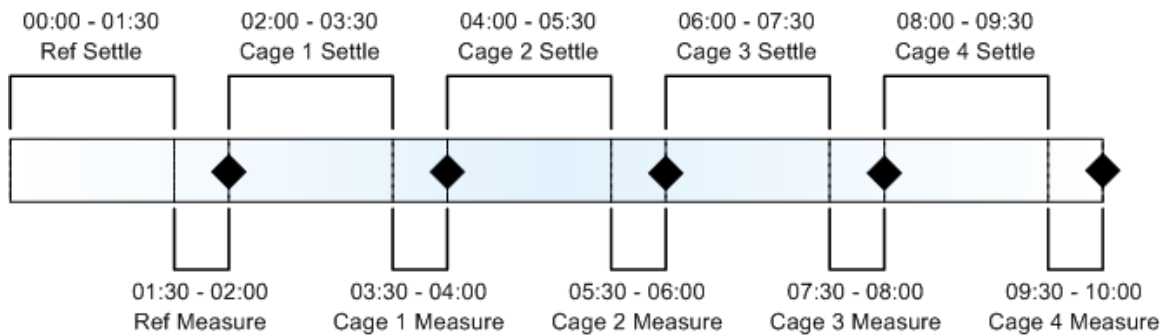 00:00 - 01:30
Ref Settle
02:00 - 03:30
Cage 1 Settle
04:00 - 05:30
Cage 2 Settle
06:00 - 07:30
Cage 3 Settle
08:00 - 09:30
Cage 4 Settle
01:30 - 02:00
Ref Measure
03:30 - 04:00
Cage 1 Measure
05:30 - 06:00
Cage 2 Measure
07:30 - 08:00
Cage 3 Measure
09:30 - 10:00
Cage 4 Measure